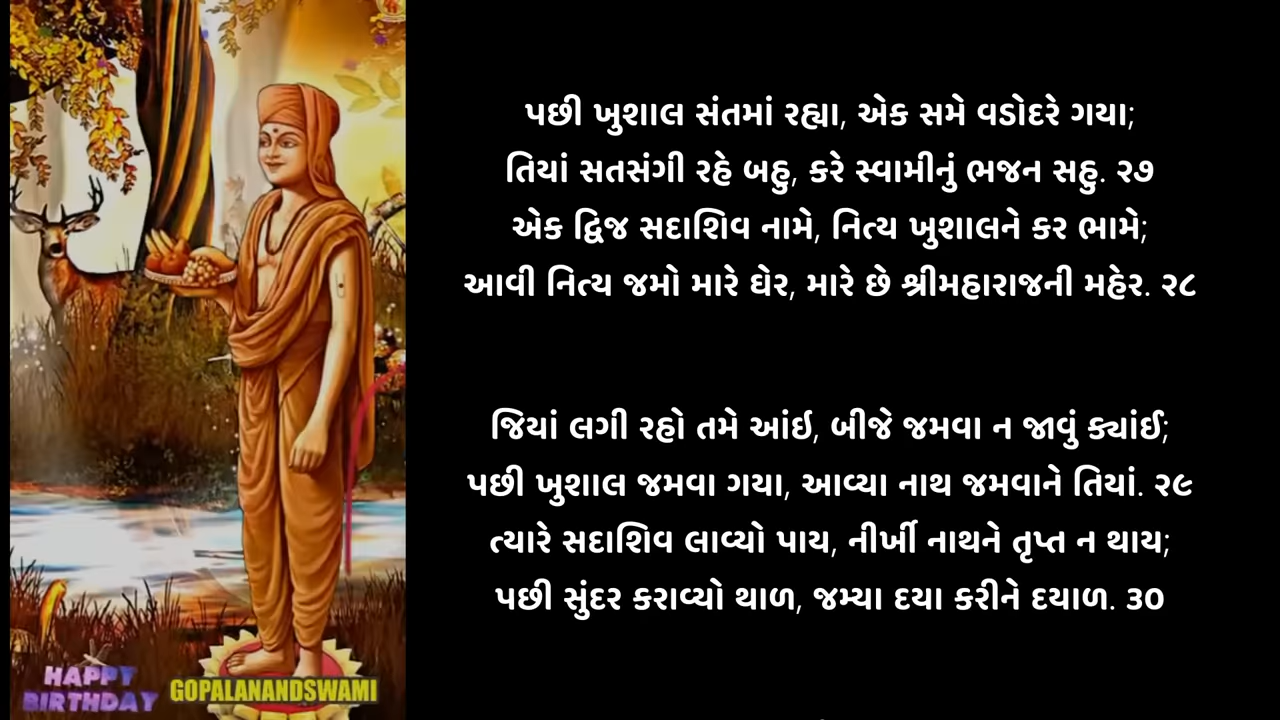 પછી ખુશાલ સંતમાં રહ્યા, એક સમે વડોદરે ગયા;
તિયાં સતસંગી રહે બહુ, કરે સ્વામીનું ભજન સહુ. ૨૭
એક દ્વિજ સદાશિવ નામે, નિત્ય ખુશાલને કર ભામે;
આવી નિત્ય જમો મારે ઘેર, મારે છે શ્રીમહારાજની મહેર. ૨૮
જિયાં લગી રહો તમે આંઇ, બીજે જમવા ન જાવું ક્યાંઈ;
પછી ખુશાલ જમવા ગયા, આવ્યા નાથ જમવાને તિયાં. ૨૯
ત્યારે સદાશિવ લાવ્યો પાય, નીર્ખી નાથને તૃપ્ત ન થાય;
પછી સુંદર કરાવ્યો થાળ, જમ્યા દયા કરીને દયાળ. ૩૦
HAPPY
BIRTHDAY
GOPALANANDSWAMI